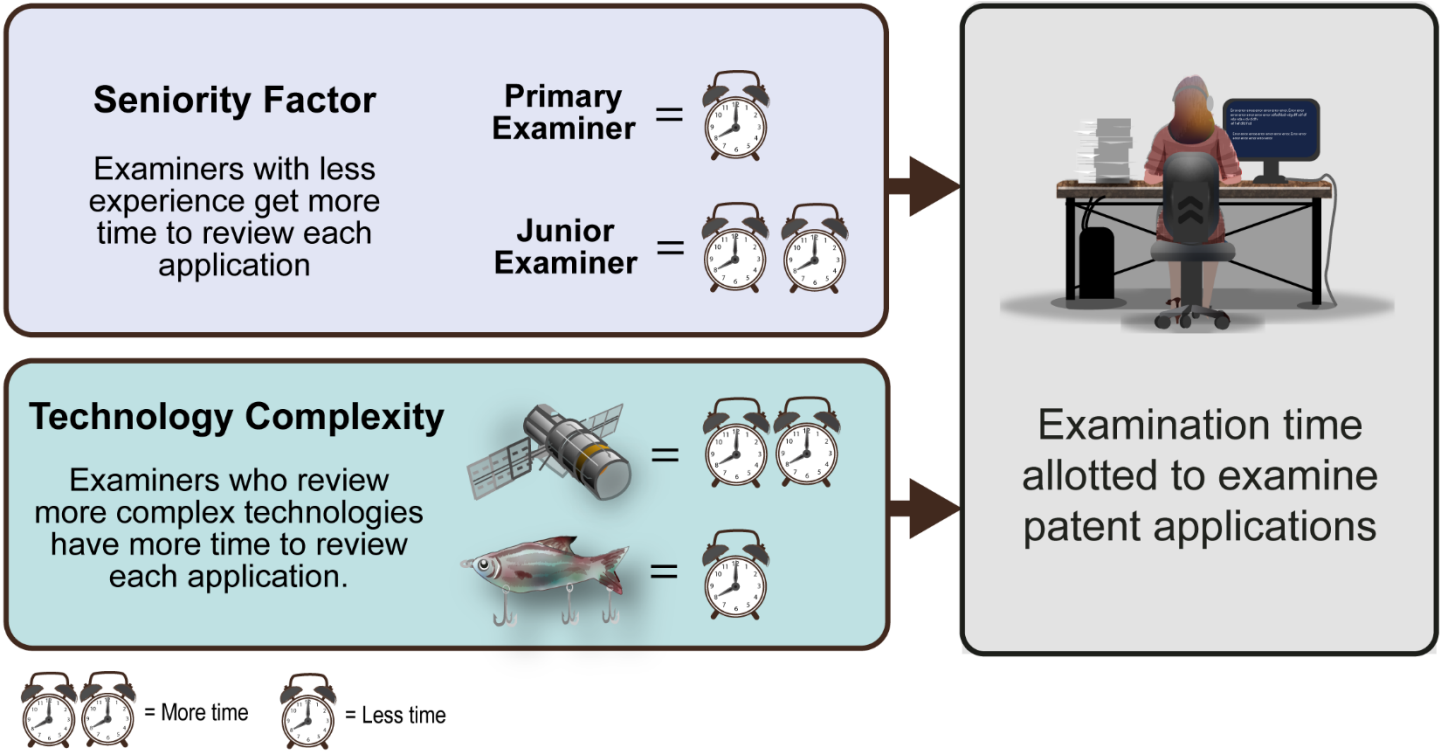 Seniority Factor
Examiners with less
experience get more
time to review each
application
Primary
Examiner =
Junior
Examiner =
Technology Complexity
Examiners who review
more complex technologies
have more time to review
each application.
=
=
Examination time
allotted to examine
patent applications
= More time
= Less time